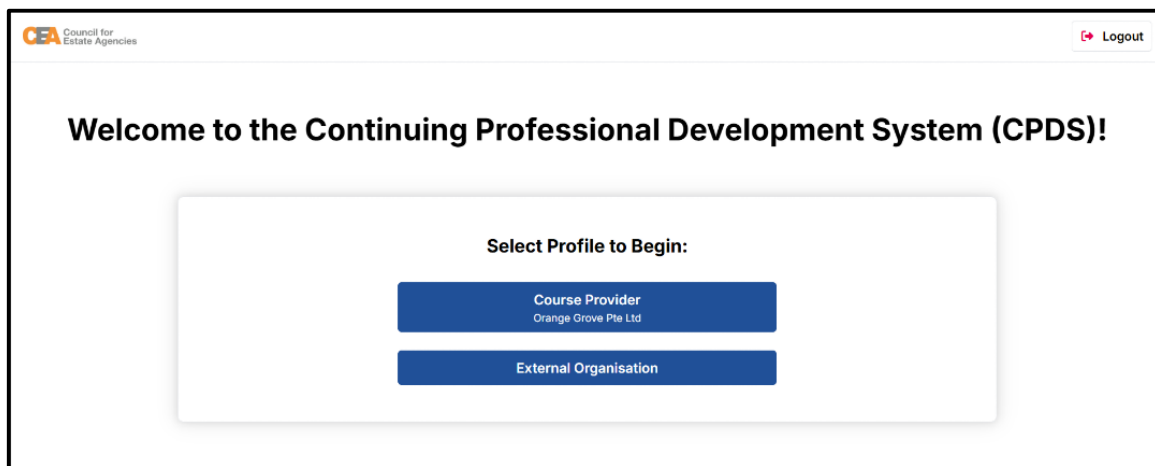 CEA Council for
Estate Agencies
Logout
Welcome to the Continuing Professional Development System (CPDS)!
Select Profile to Begin:
Course Provider
Orange Grove Pte Ltd
External Organisation